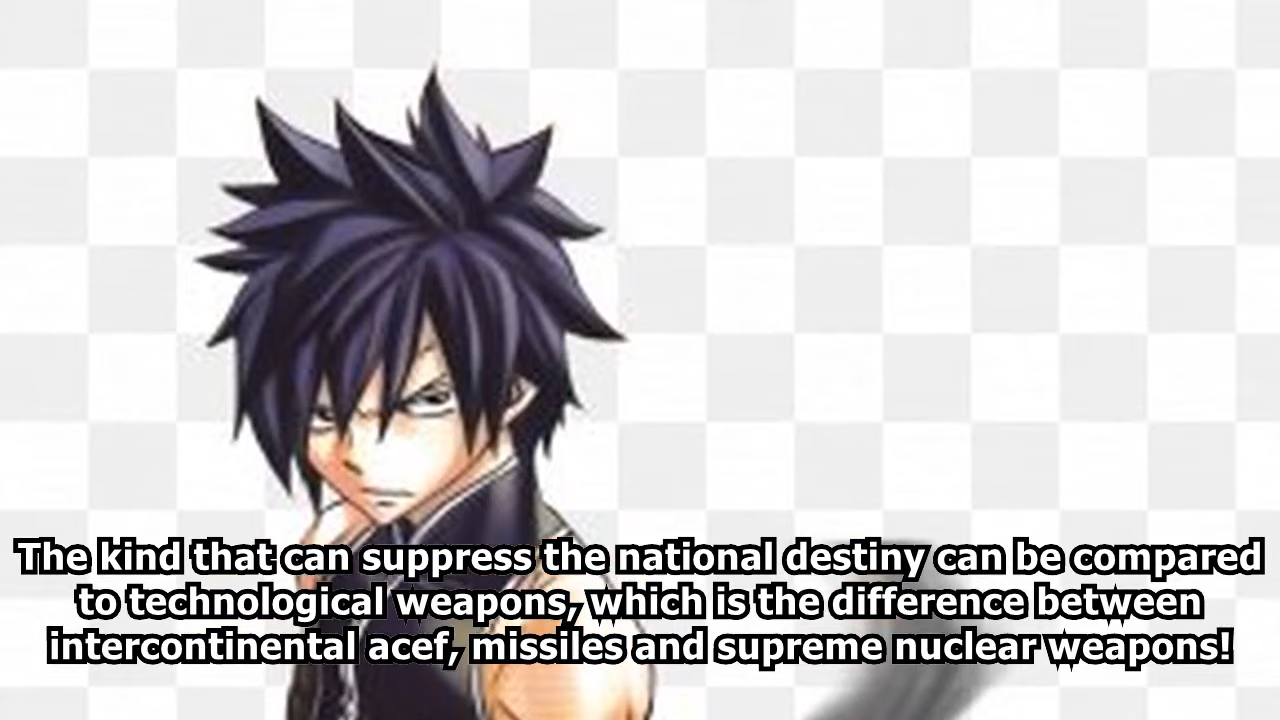 The kind that can suppress the national destiny can be compared
to technological weapons, which is the difference between
intercontinental acef, missiles and supreme nuclear weapons!